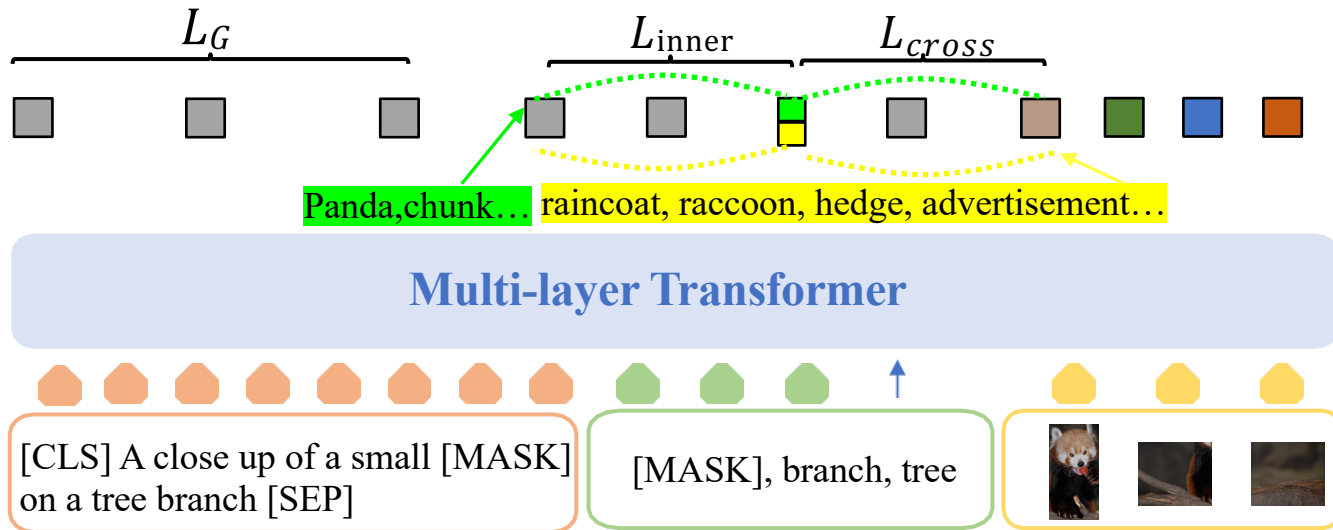 L_G
L_inner
L_cross
Panda,chunk…
raincoat, raccoon, hedge, advertisement…
Multi-layer Transformer
[CLS] A close up of a small [MASK]
on a tree branch [SEP]
[MASK], branch, tree